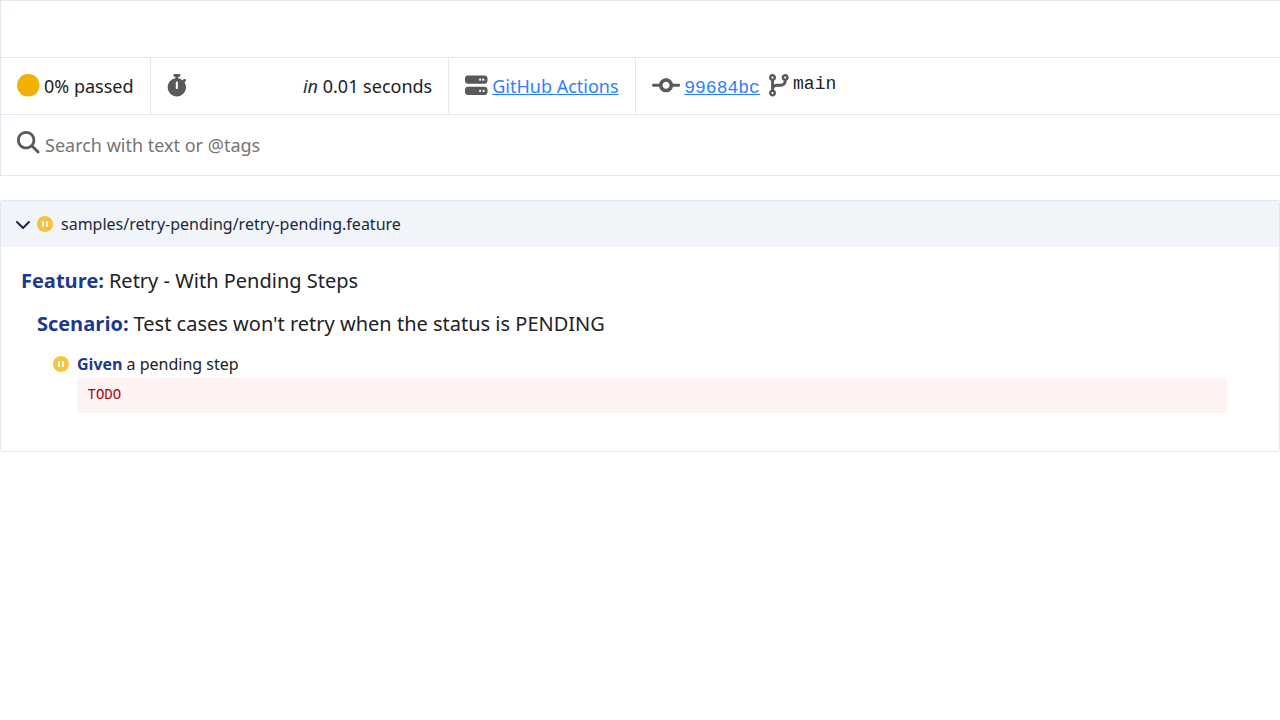 0% passed
in 0.01 seconds
GitHub Actions
99684bc
main
Search with text or @tags
samples/retry-pending/retry-pending.feature
Feature: Retry - With Pending Steps
Scenario: Test cases won't retry when the status is PENDING
Given a pending step
TODO